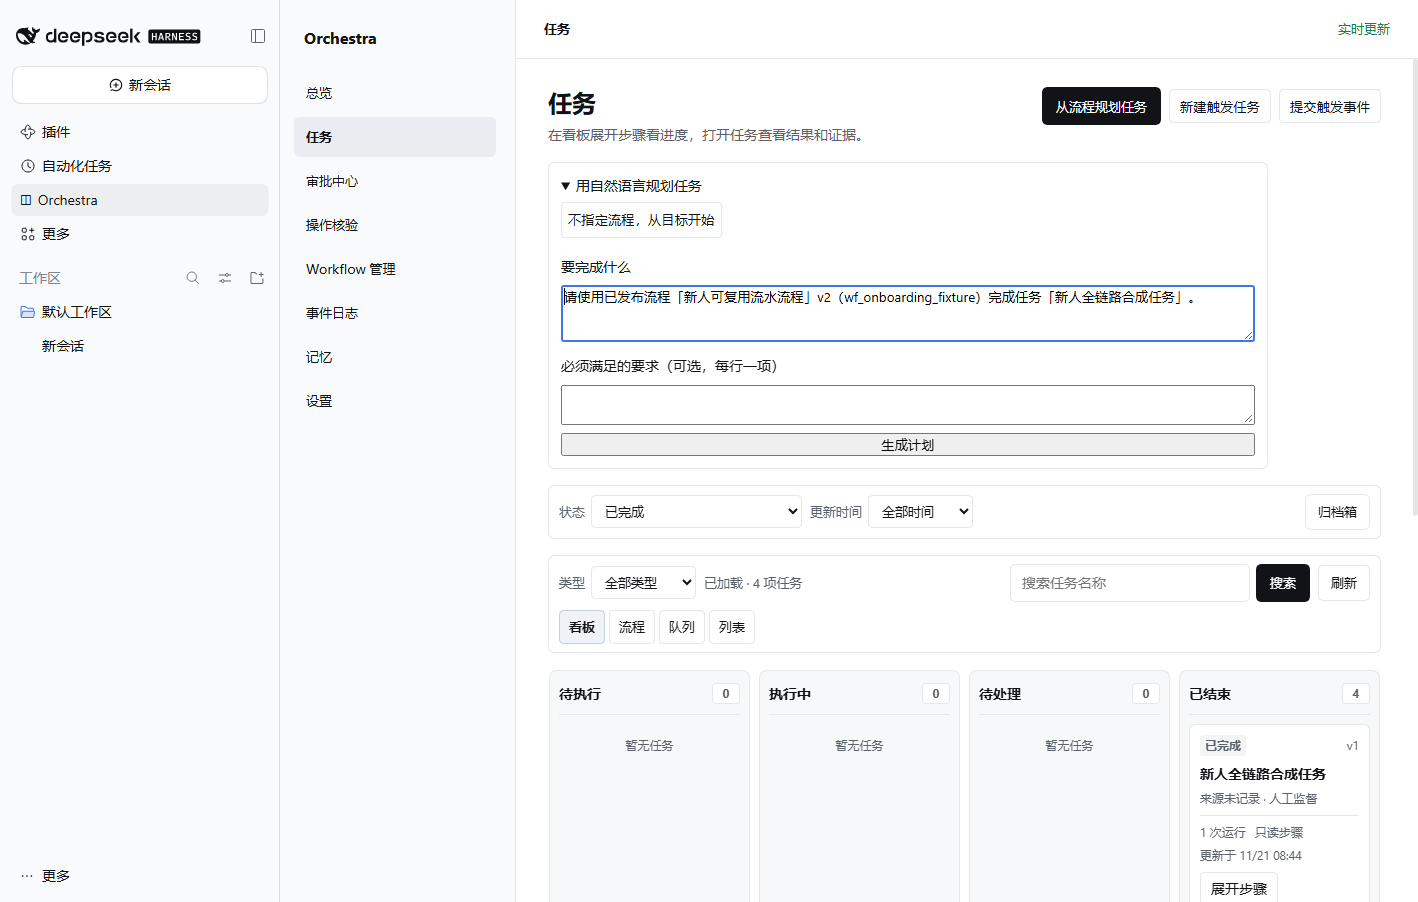 deepseek HARNESS
新会话
插件
自动化任务
Orchestra
更多
工作区
默认工作区
新会话
更多
Orchestra
总览
任务
审批中心
操作核验
Workflow 管理
事件日志
记忆
设置
任务
实时更新
任务
在看板展开步骤看进度，打开任务查看结果和证据。
从流程规划任务
新建触发任务
提交触发事件
用自然语言规划任务
不指定流程，从目标开始
要完成什么
请使用已发布流程「新人可复用流水流程」v2（wf_onboarding_fixture）完成任务「新人全链路合成任务」。
必须满足的要求（可选，每行一项）
生成计划
状态 已完成 更新时间 全部时间 归档箱
类型 全部类型 已加载 · 4 项任务 搜索任务名称 搜索 刷新
看板 流程 队列 列表
待执行 0
暂无任务
执行中 0
暂无任务
待处理 0
暂无任务
已结束 4
已完成 v1
新人全链路合成任务
来源未记录 · 人工监督
1 次运行 只读步骤
更新于 11/21 08:44
展开步骤